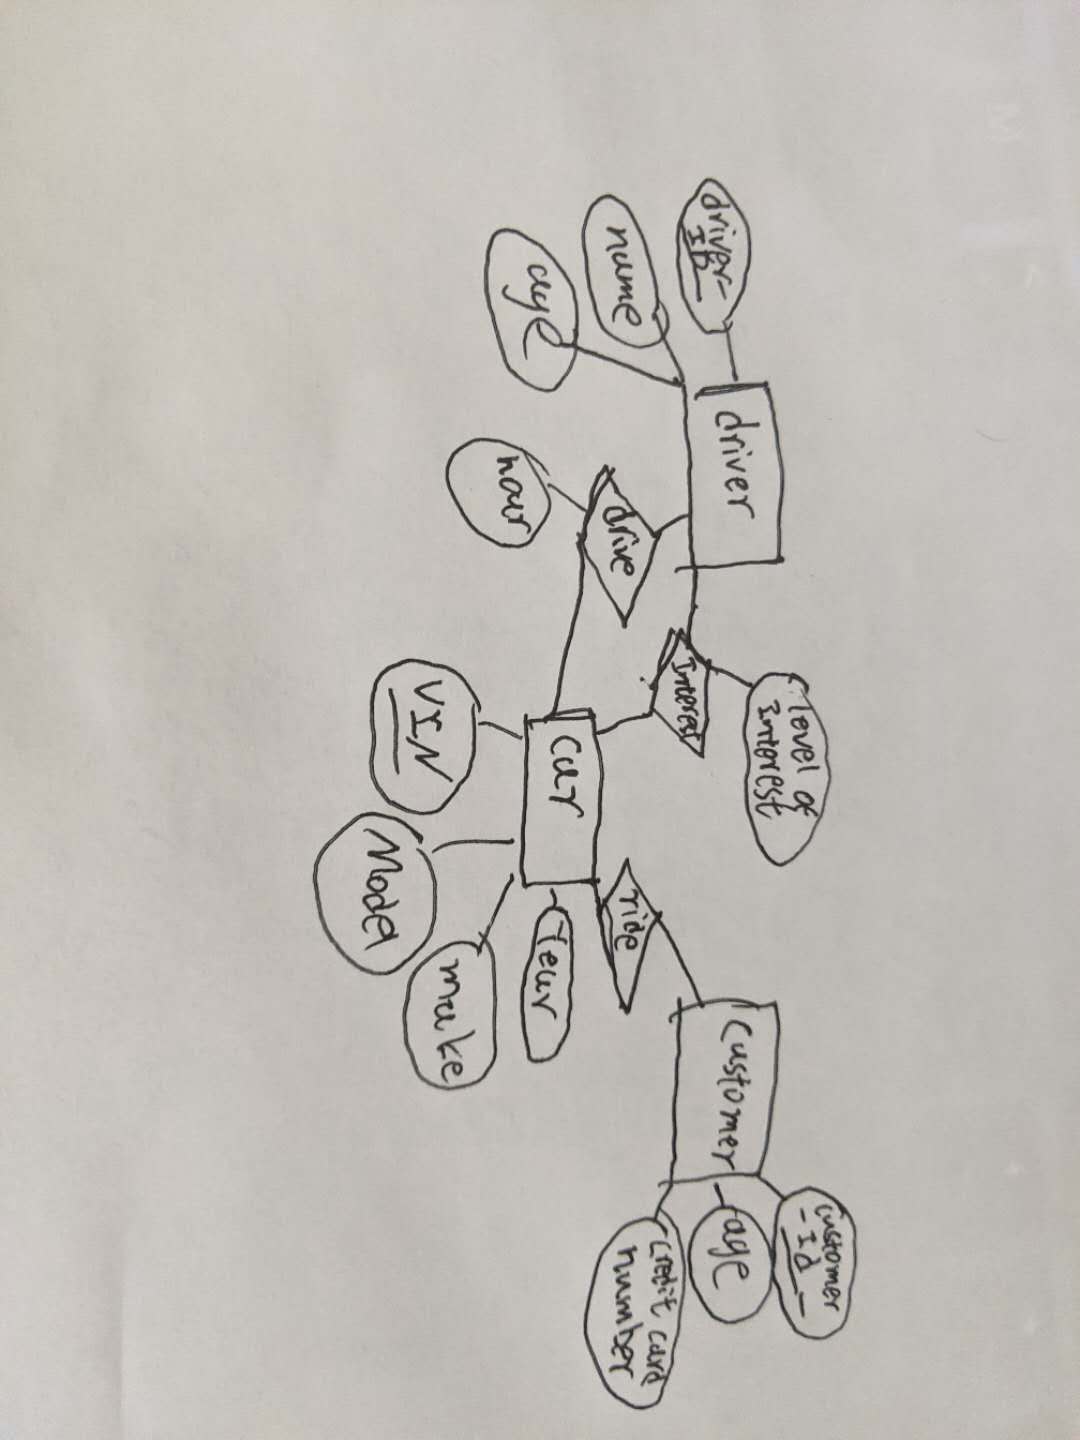 customer
Id
level of
Interest
driver
customer
age
driver-
ID
Interest
credit card
number
name
drive
ride
car
Year
age
hour
make
VIN
Model